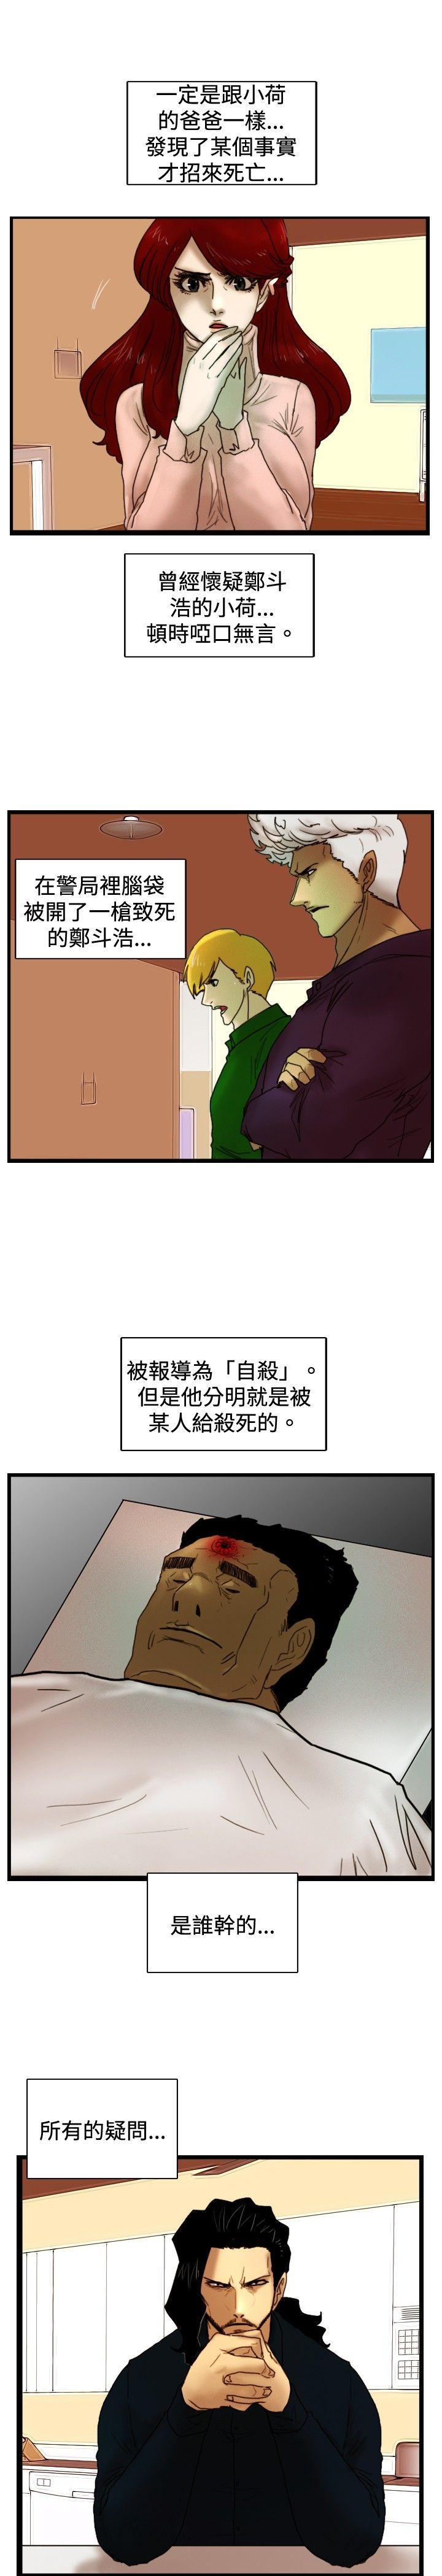 一定是跟小荷
的爸爸一樣...
發現了某個事實
才招來死亡...
曾經懷疑鄭斗
浩的小荷...
頓時啞口無言。
在警局裡腦袋
被開了一槍致死
的鄭斗浩...
被報導為「自殺」。
但是他分明就是被
某人給殺死的。
是誰幹的...
所有的疑問...